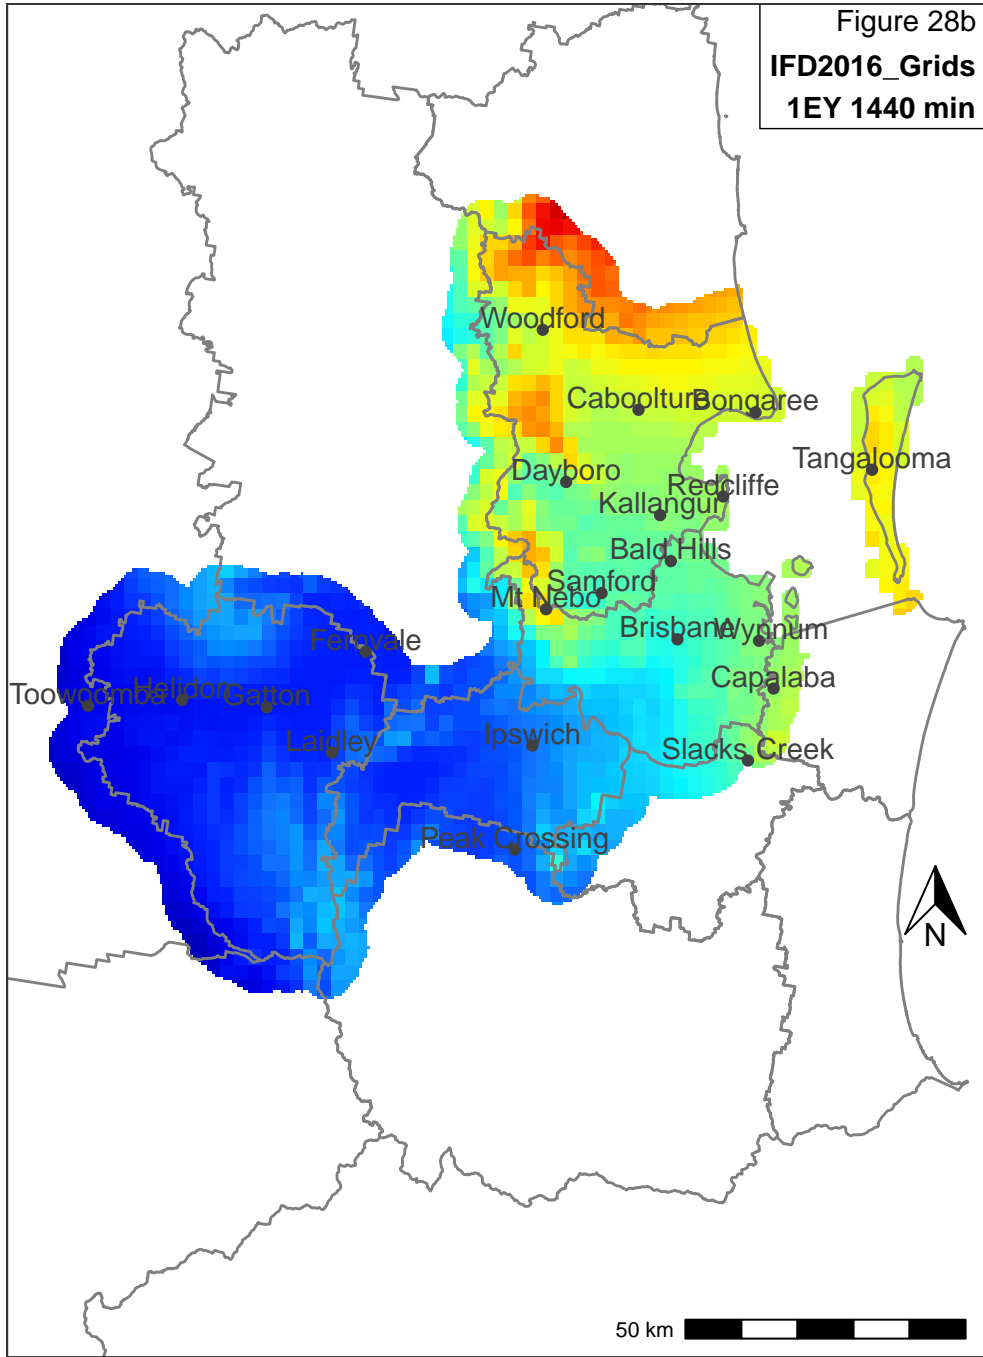 Figure 28b
IFD2016_Grids
1EY 1440 min
Woodford
Caboolture
Bongaree
Tangalooma
Dayboro
Redcliffe
Kallangur
Bald Hills
Samford
Mt Nebo
Brisbane
Wynnum
Fernvale
Capalaba
Toowoomba
Helidon
Gatton
Ipswich
Laidley
Slacks Creek
Peak Crossing
N
50 km